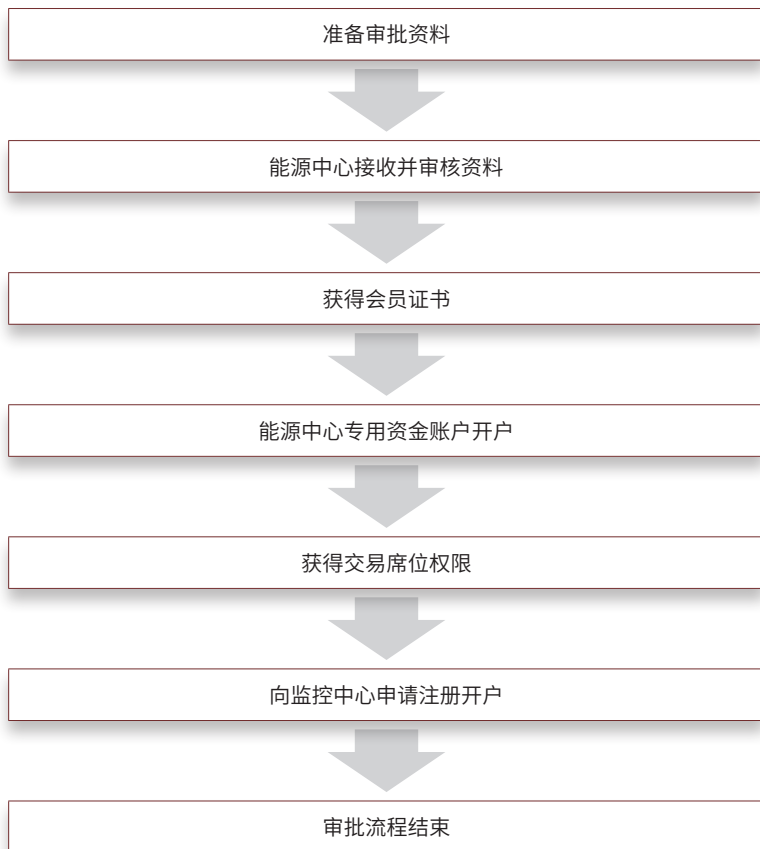 准备审批资料
能源中心接收并审核资料
获得会员证书
能源中心专用资金账户开户
获得交易席位权限
向监控中心申请注册开户
审批流程结束